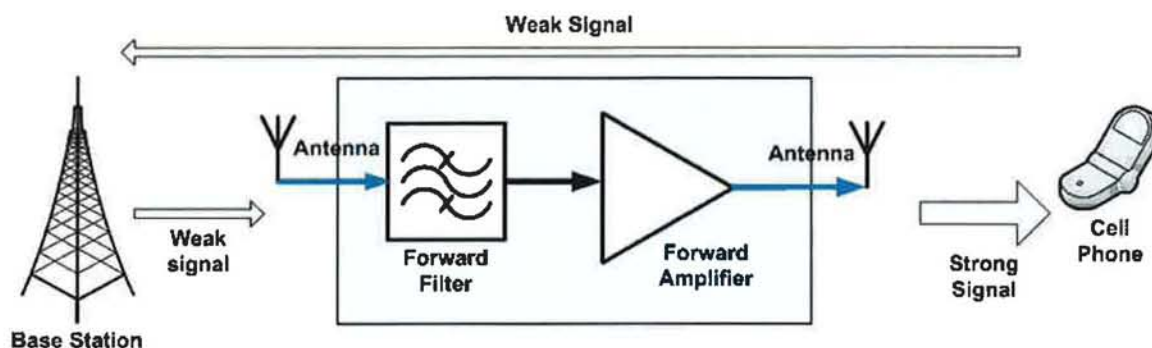 Weak Signal
Antenna
Antenna
Weak
signal
Forward
Filter
Forward
Amplifier
Strong
Signal
Cell
Phone
Base Station